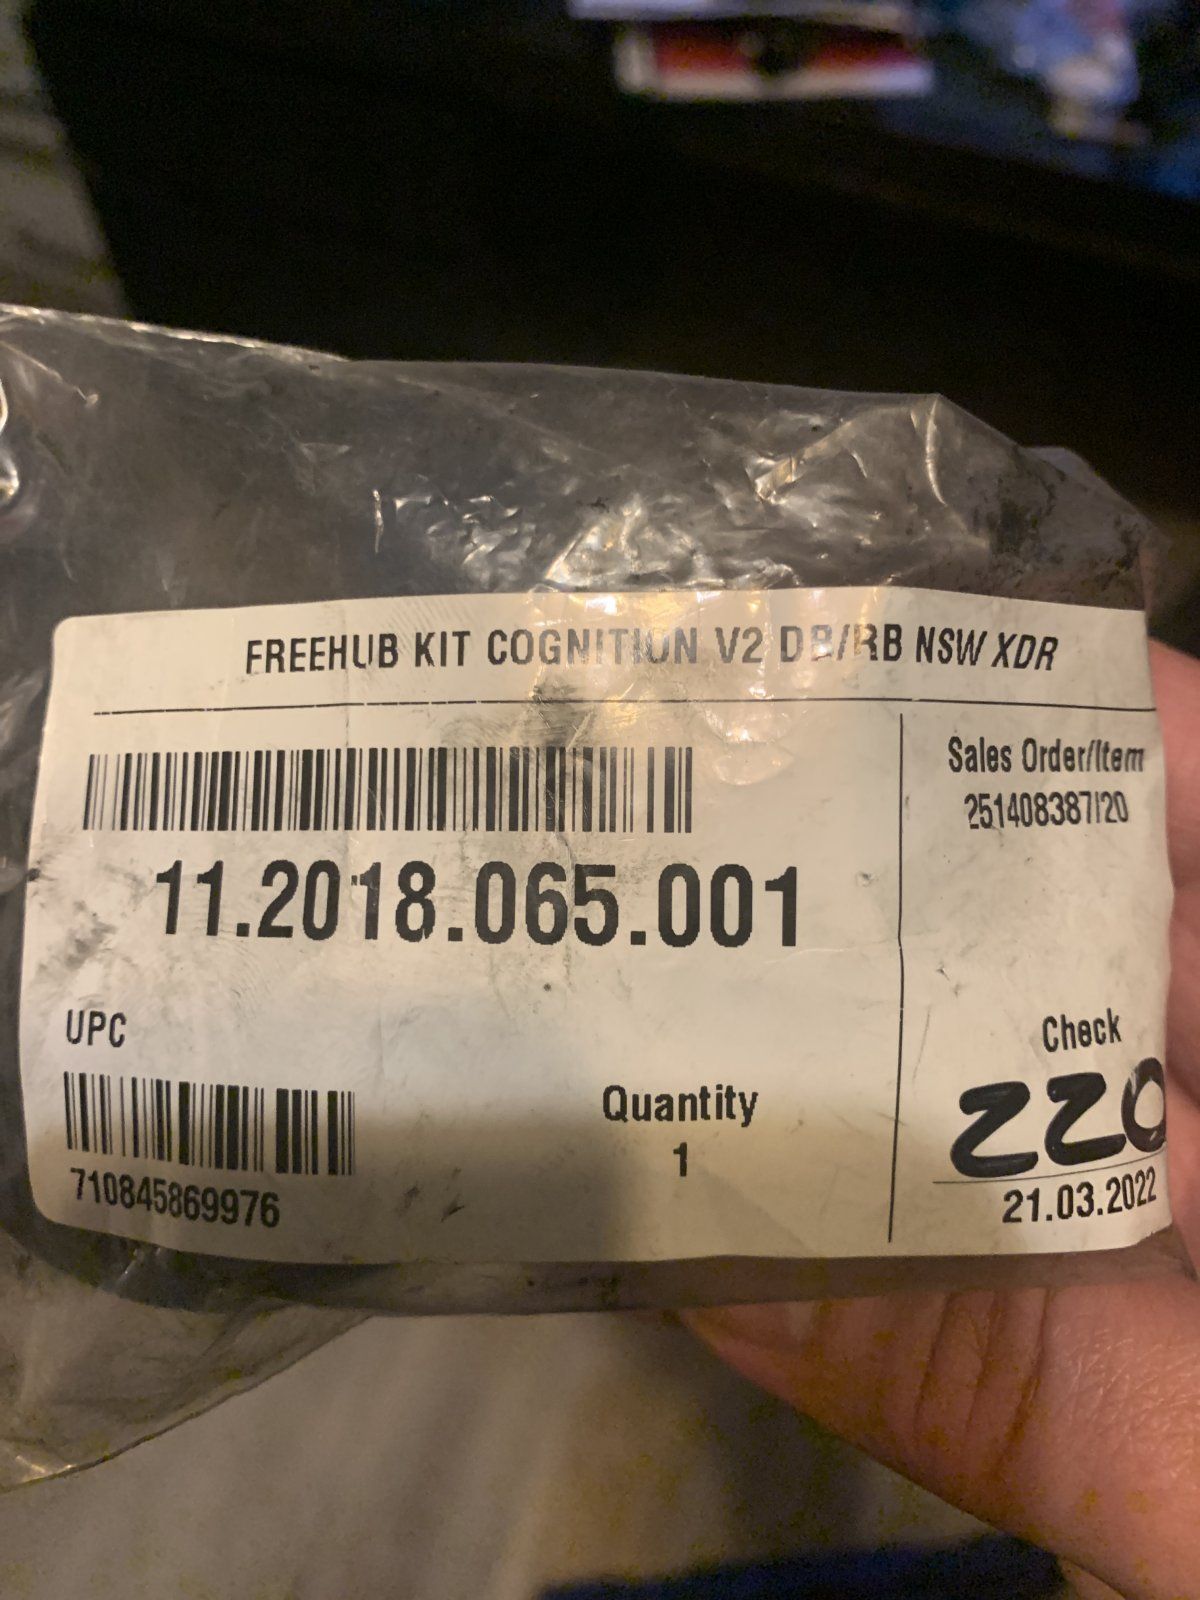 FREEHUB KIT COGNITION V2 DB/RB NSW XDR
Sales Order/Item
251408387/20
11.2018.065.001
UPC
710845869976
Quantity
1
Check
220
21.03.2022